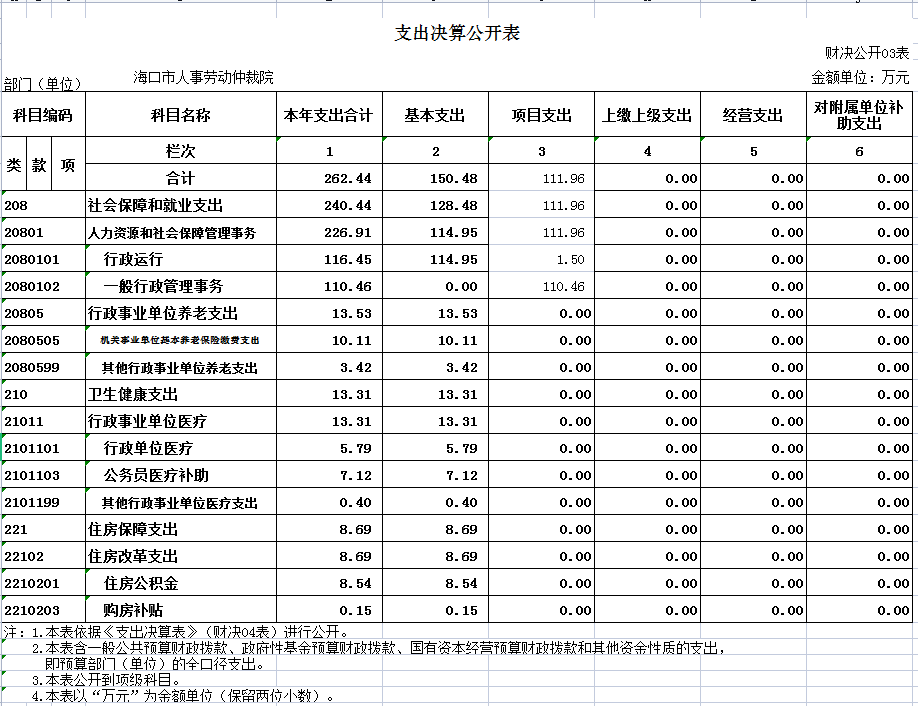 支出决算公开表
财决公开03表
部门（单位） 海口市人事劳动仲裁院 金额单位：万元
科目编码 科目名称 本年支出合计 基本支出 项目支出 上缴上级支出 经营支出 对附属单位补助支出
类 款 项 栏次 1 2 3 4 5 6
合计 262.44 150.48 111.96 0.00 0.00 0.00
208 社会保障和就业支出 240.44 128.48 111.96 0.00 0.00 0.00
20801 人力资源和社会保障管理事务 226.91 114.95 111.96 0.00 0.00 0.00
2080101 行政运行 116.45 114.95 1.50 0.00 0.00 0.00
2080102 一般行政管理事务 110.46 0.00 110.46 0.00 0.00 0.00
20805 行政事业单位养老支出 13.53 13.53 0.00 0.00 0.00 0.00
2080505 机关事业单位基本养老保险缴费支出 10.11 10.11 0.00 0.00 0.00 0.00
2080599 其他行政事业单位养老支出 3.42 3.42 0.00 0.00 0.00 0.00
210 卫生健康支出 13.31 13.31 0.00 0.00 0.00 0.00
21011 行政事业单位医疗 13.31 13.31 0.00 0.00 0.00 0.00
2101101 行政单位医疗 5.79 5.79 0.00 0.00 0.00 0.00
2101103 公务员医疗补助 7.12 7.12 0.00 0.00 0.00 0.00
2101199 其他行政事业单位医疗支出 0.40 0.40 0.00 0.00 0.00 0.00
221 住房保障支出 8.69 8.69 0.00 0.00 0.00 0.00
22102 住房改革支出 8.69 8.69 0.00 0.00 0.00 0.00
2210201 住房公积金 8.54 8.54 0.00 0.00 0.00 0.00
2210203 购房补贴 0.15 0.15 0.00 0.00 0.00 0.00
注：1.本表依据《支出决算表》（财决04表）进行公开。
2.本表含一般公共预算财政拨款、政府性基金预算财政拨款、国有资本经营预算财政拨款和其他资金性质的支出，
即预算部门（单位）的全口径支出。
3.本表公开到项级科目。
4.本表以“万元”为金额单位（保留两位小数）。